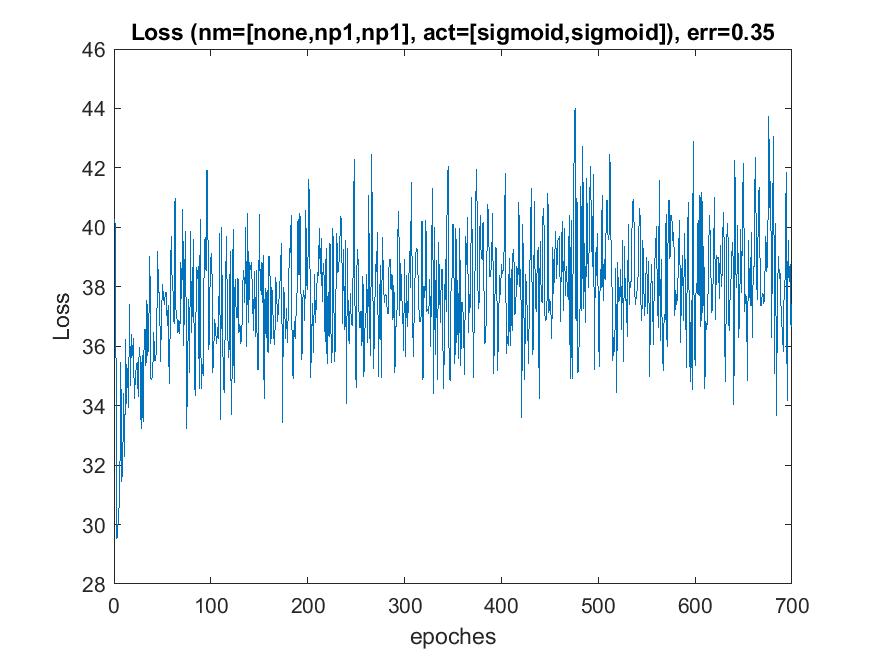 Loss (nm=[none,np1,np1], act=[sigmoid,sigmoid]), err=0.35
46
44
42
40
38
36
34
32
30
28
Loss
0 100 200 300 400 500 600 700
epoches